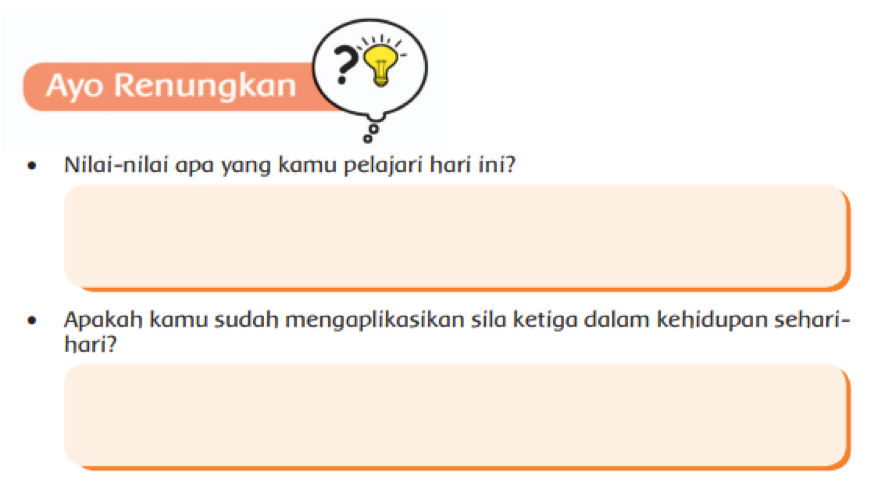 Ayo Renungkan
?
• Nilai-nilai apa yang kamu pelajari hari ini?
• Apakah kamu sudah mengaplikasikan sila ketiga dalam kehidupan sehari-
hari?